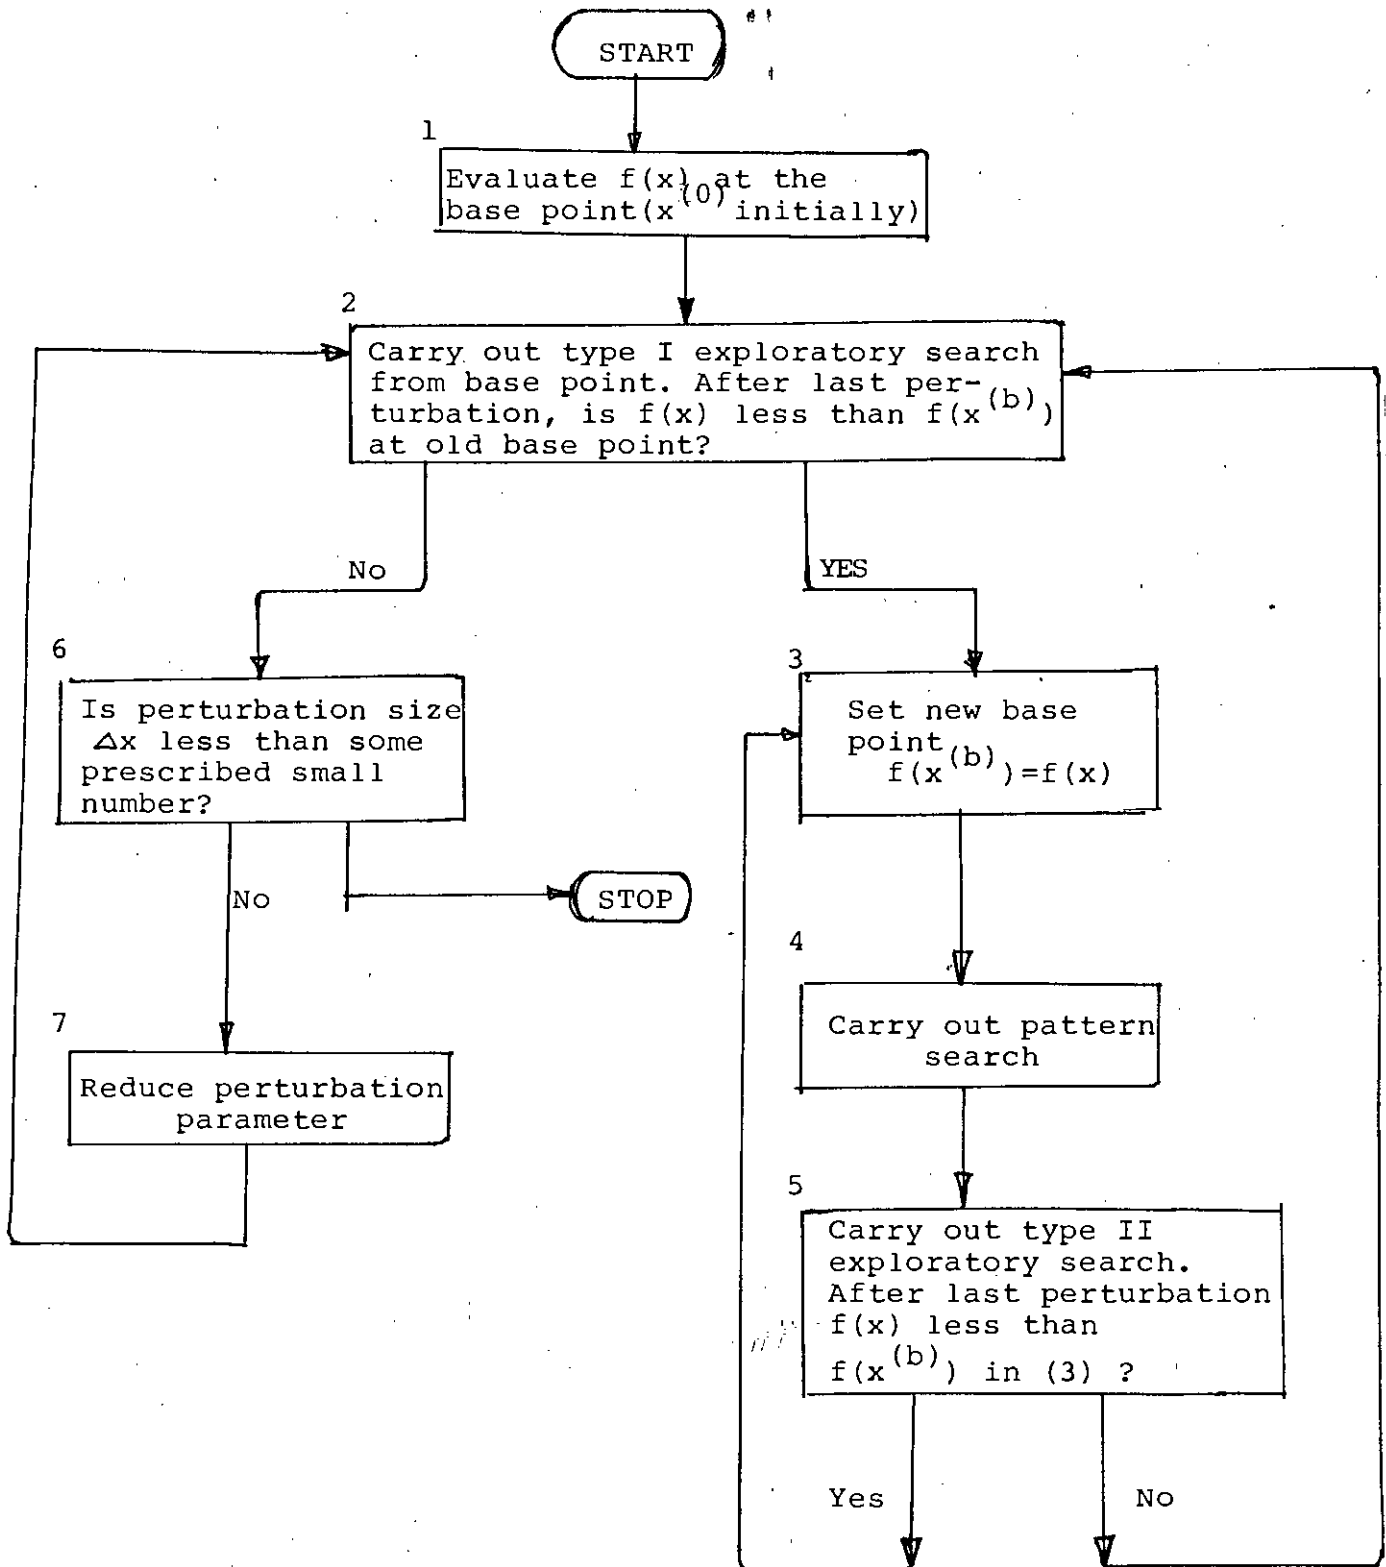 START
1
Evaluate f(x) at the
base point(x(0) initially)
2
Carry out type I exploratory search
from base point. After last per-
turbation, is f(x) less than f(x(b))
at old base point?
No
YES
6
Is perturbation size
Δx less than some
prescribed small
number?
3
Set new base
point
f(x(b))=f(x)
No
STOP
4
Carry out pattern
search
7
Reduce perturbation
parameter
5
Carry out type II
exploratory search.
After last perturbation
f(x) less than
f(x(b)) in (3) ?
Yes
No